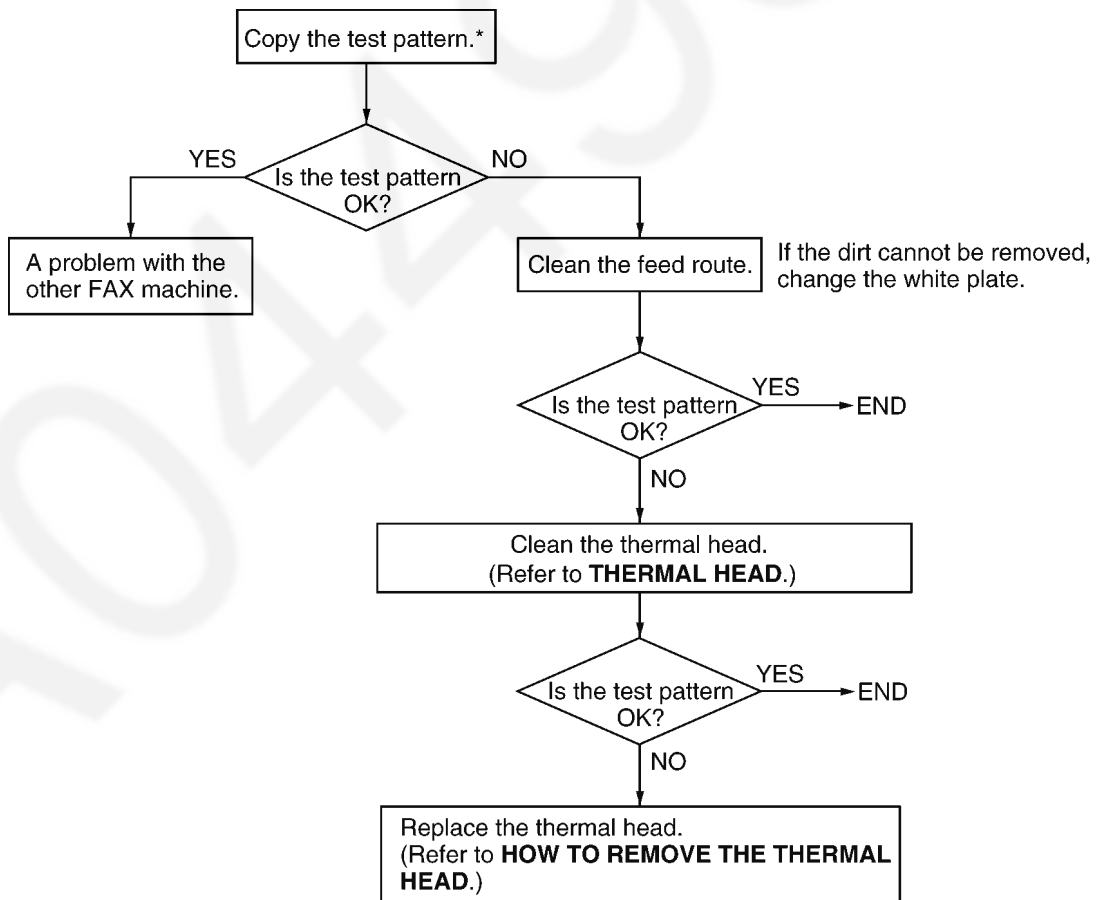 Copy the test pattern.*
YES
NO
Is the test pattern
OK?
A problem with the
other FAX machine.
Clean the feed route.
If the dirt cannot be removed,
change the white plate.
Is the test pattern
OK?
YES
END
NO
Clean the thermal head.
(Refer to THERMAL HEAD.)
Is the test pattern
OK?
YES
END
NO
Replace the thermal head.
(Refer to HOW TO REMOVE THE THERMAL
HEAD.)